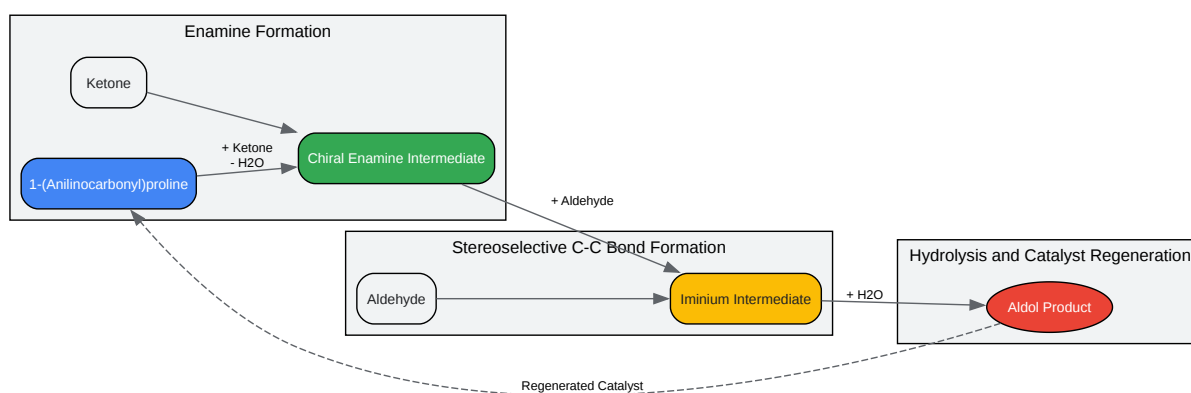 Enamine Formation
Ketone
+ Ketone
- H2O
Chiral Enamine Intermediate
1-(Anilinocarbonyl)proline
+ Aldehyde
Stereoselective C-C Bond Formation
Aldehyde
Iminium Intermediate
+ H2O
Hydrolysis and Catalyst Regeneration
Aldol Product
Regenerated Catalyst